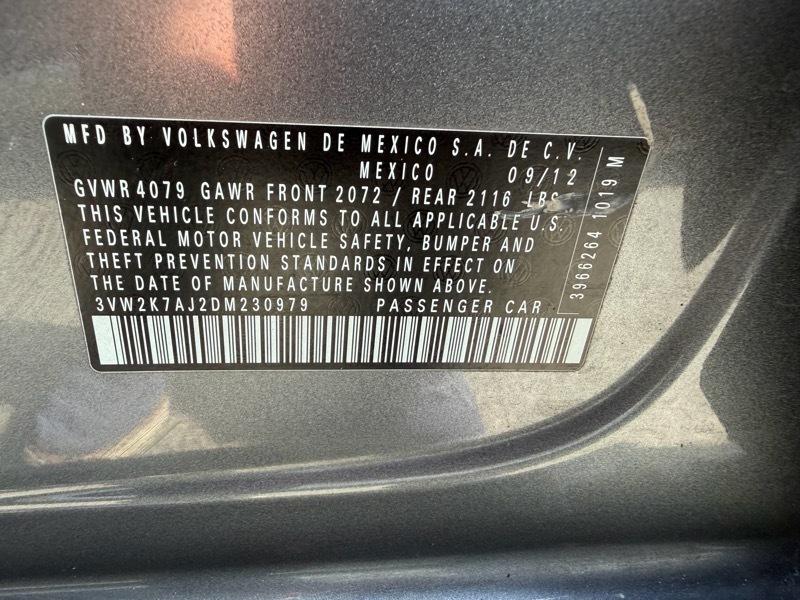 MFD BY VOLKSWAGEN DE MEXICO S.A. DE C.V.
MEXICO 09/12
GVWR 4079 GAWR FRONT 2072 / REAR 2116 LBS
THIS VEHICLE CONFORMS TO ALL APPLICABLE U.S.
FEDERAL MOTOR VEHICLE SAFETY, BUMPER AND
THEFT PREVENTION STANDARDS IN EFFECT ON
THE DATE OF MANUFACTURE SHOWN ABOVE.
3VW2K7AJ2DM230979 PASSENGER CAR
3966264 1019 M